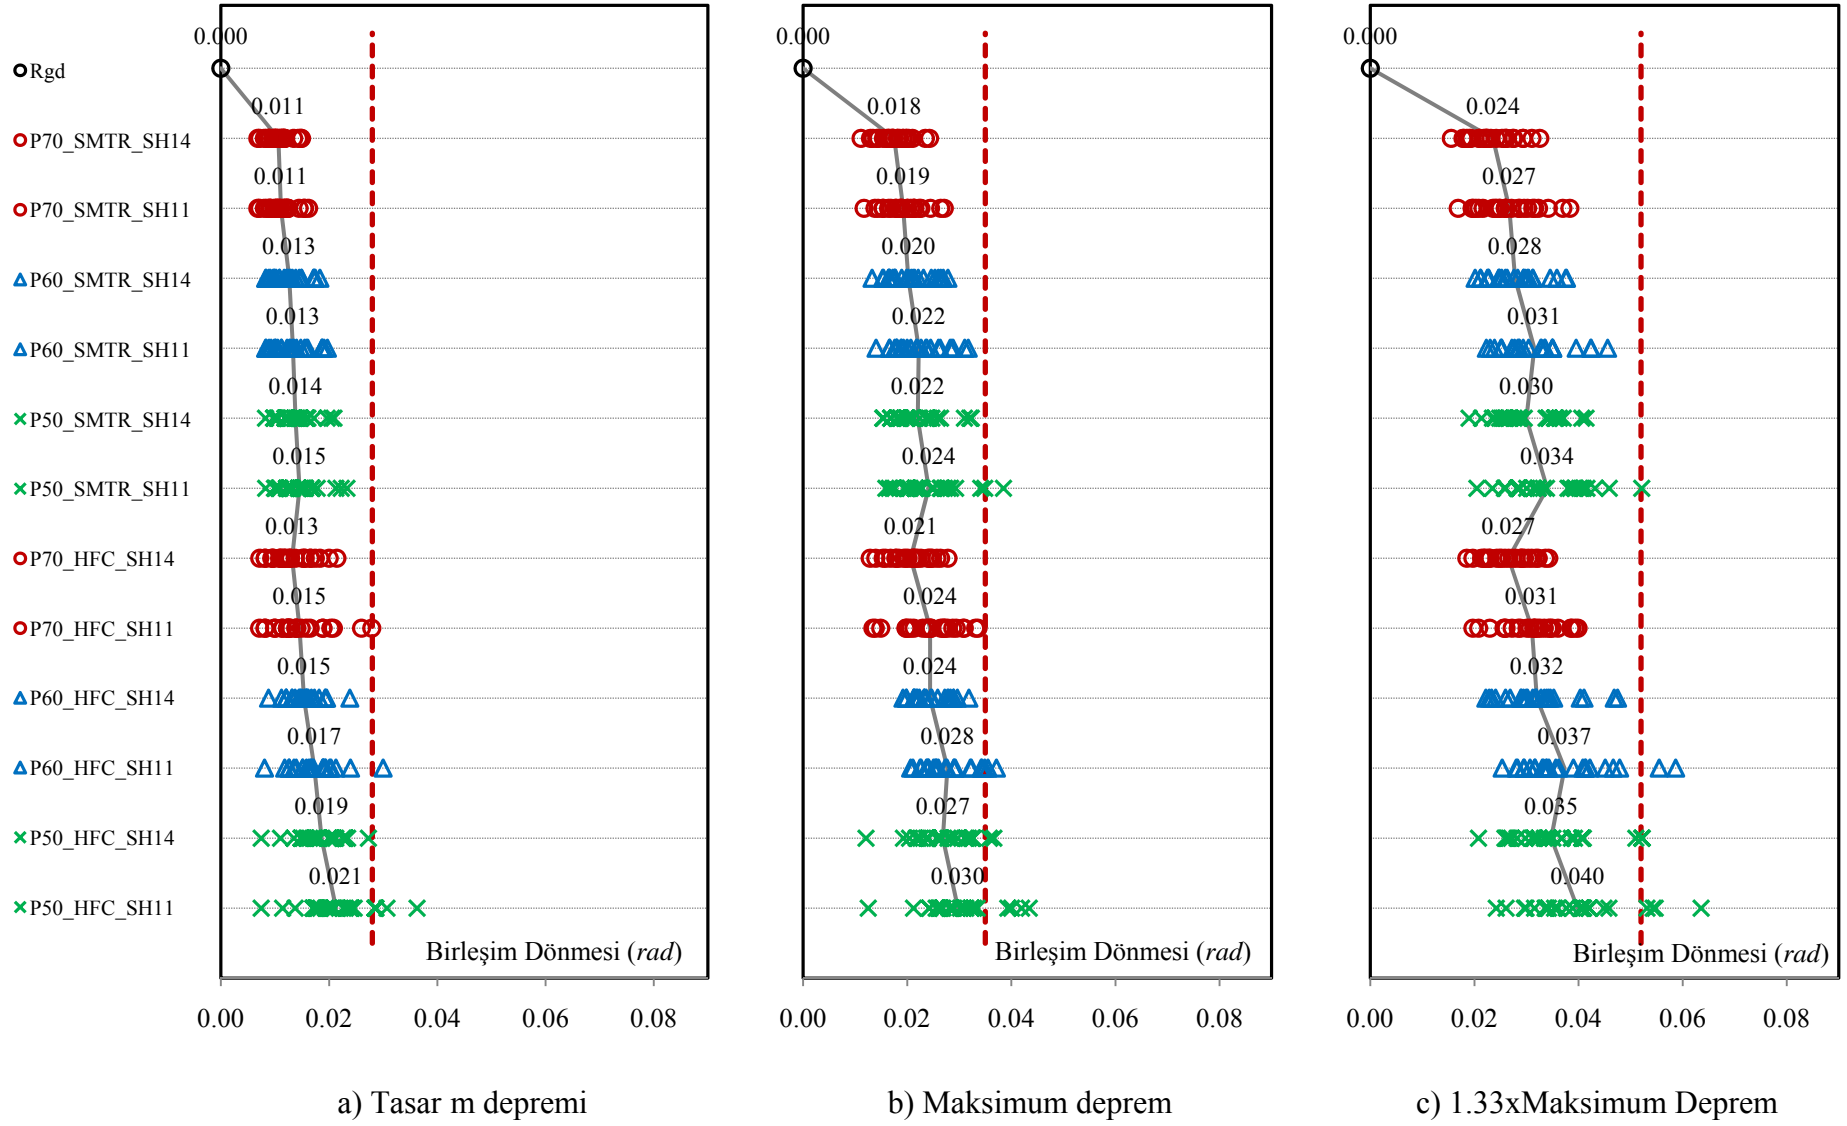 0.000 0.000 0.000
Rgd
0.011 0.018 0.024
P70_SMTR_SH14
0.011 0.019 0.027
P70_SMTR_SH11
0.013 0.020 0.028
P60_SMTR_SH14
0.013 0.022 0.031
P60_SMTR_SH11
0.014 0.022 0.030
P50_SMTR_SH14
0.015 0.024 0.034
P50_SMTR_SH11
0.013 0.021 0.027
P70_HFC_SH14
0.015 0.024 0.031
P70_HFC_SH11
0.015 0.024 0.032
P60_HFC_SH14
0.017 0.028 0.037
P60_HFC_SH11
0.019 0.027 0.035
P50_HFC_SH14
0.021 0.030 0.040
P50_HFC_SH11
Birleşim Dönmesi (rad) Birleşim Dönmesi (rad) Birleşim Dönmesi (rad)
0.00 0.02 0.04 0.06 0.08 0.00 0.02 0.04 0.06 0.08 0.00 0.02 0.04 0.06 0.08
a) Tasar m depremi b) Maksimum deprem c) 1.33xMaksimum Deprem